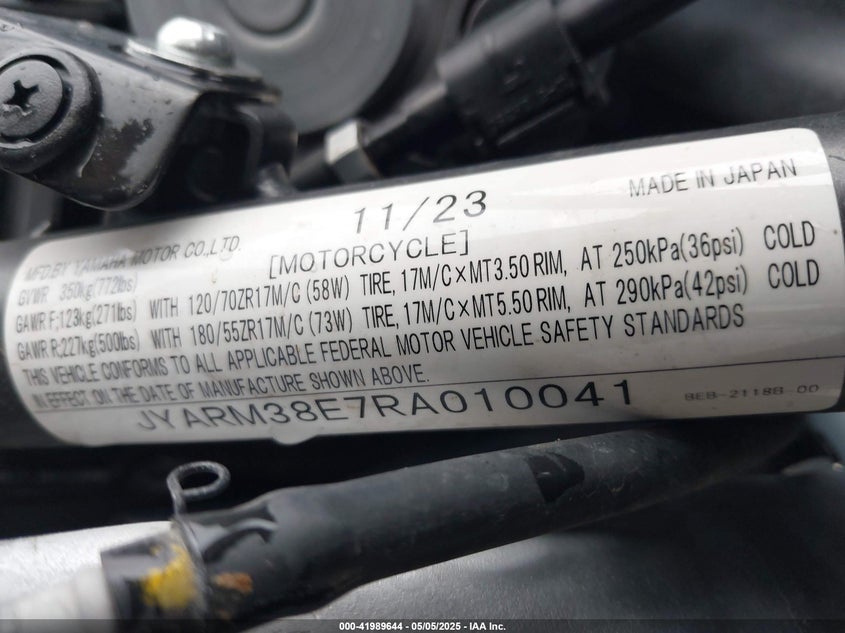 11/23
MADE IN JAPAN
MFD.BY YAMAHA MOTOR CO.,LTD.
[MOTORCYCLE]
GVWR 350kg(772lbs)
GAWR F;123kg(271lbs) WITH 120/70ZR17M/C (58W) TIRE, 17M/C×MT3.50 RIM, AT 250kPa(36psi) COLD
GAWR R;227kg(500lbs) WITH 180/55ZR17M/C (73W) TIRE, 17M/C×MT5.50 RIM, AT 290kPa(42psi) COLD
THIS VEHICLE CONFORMS TO ALL APPLICABLE FEDERAL MOTOR VEHICLE SAFETY STANDARDS
IN EFFECT ON THE DATE OF MANUFACTURE SHOWN ABOVE.
JYARM38E7RA010041
BEB-2118B-00
000-41989644 - 05/05/2025 - IAA Inc.